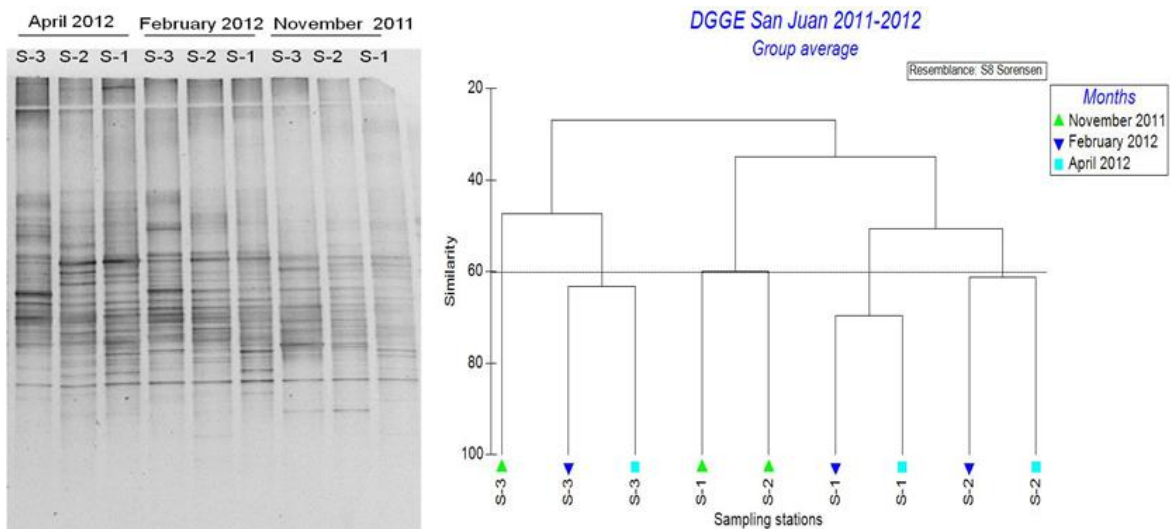 April 2012 February 2012 November 2011
S-3 S-2 S-1 S-3 S-2 S-1 S-3 S-2 S-1
DGGE San Juan 2011-2012
Group average
Resemblance: S8 Sorensen
Months
November 2011
February 2012
April 2012
Similarity
20
40
60
80
100
S-3 S-3 S-3 S-1 S-2 S-1 S-1 S-2 S-2
Sampling stations